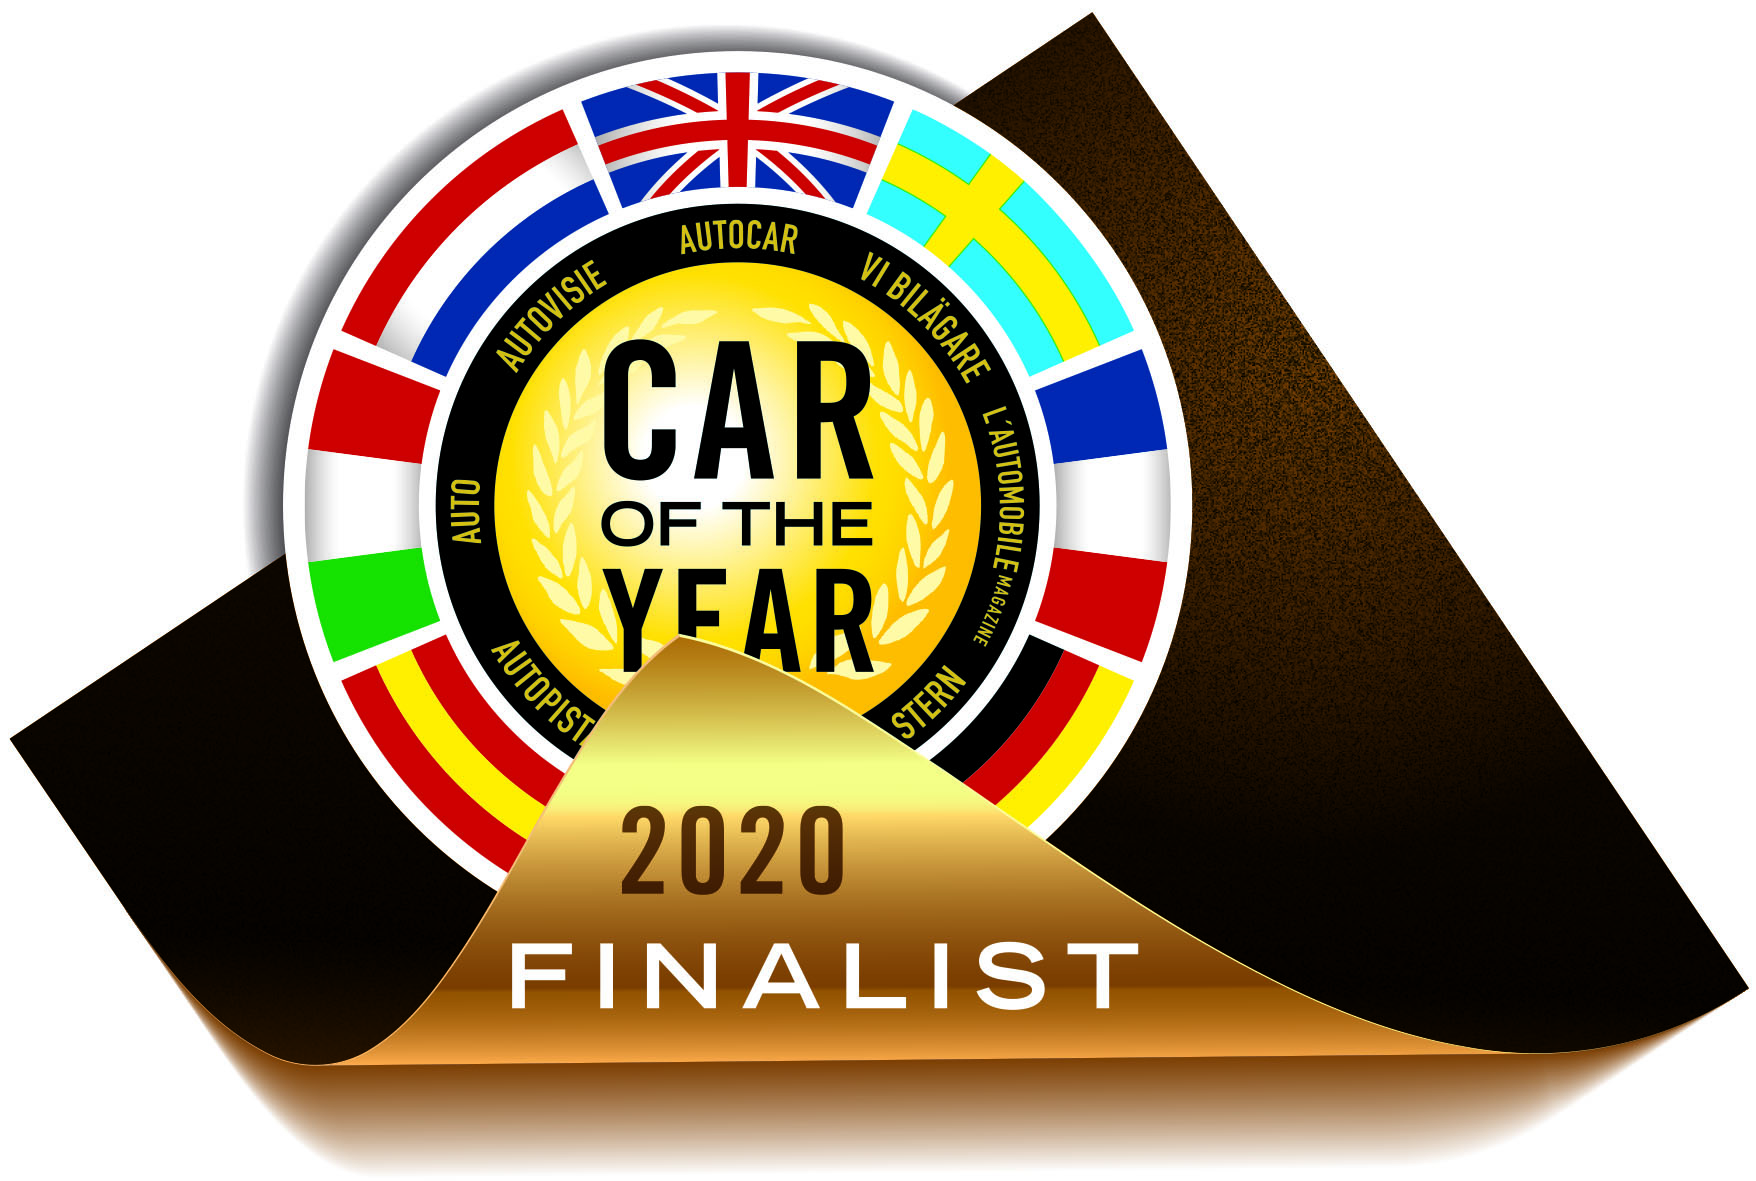 AUTOCAR
VI BILÄGARE
L´AUTOMOBILE MAGAZINE
STERN
AUTOVISIE
AUTO
CAR
OF THE
YEAR
2020
FINALIST